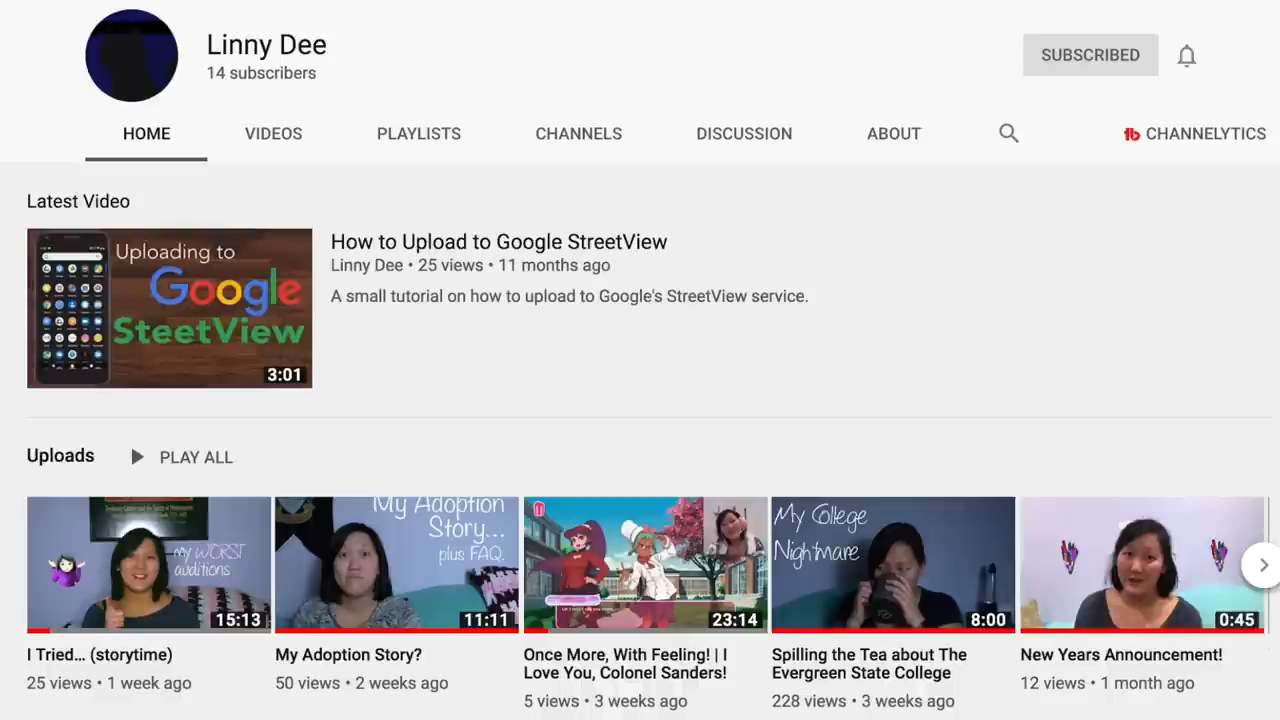 Linny Dee
14 subscribers
SUBSCRIBED
HOME
VIDEOS
PLAYLISTS
CHANNELS
DISCUSSION
ABOUT
CHANNELYTICS
Latest Video
Uploading to
Google
SteetView
3:01
How to Upload to Google StreetView
Linny Dee • 25 views • 11 months ago
A small tutorial on how to upload to Google's StreetView service.
Uploads
PLAY ALL
my WORST
auditions
15:13
I Tried... (storytime)
25 views • 1 week ago
My Adoption
Story...
plus FAQ.
11:11
My Adoption Story?
50 views • 2 weeks ago
23:14
Once More, With Feeling! | I
Love You, Colonel Sanders!
5 views • 3 weeks ago
My College
Nightmare
8:00
Spilling the Tea about The
Evergreen State College
228 views • 3 weeks ago
0:45
New Years Announcement!
12 views • 1 month ago